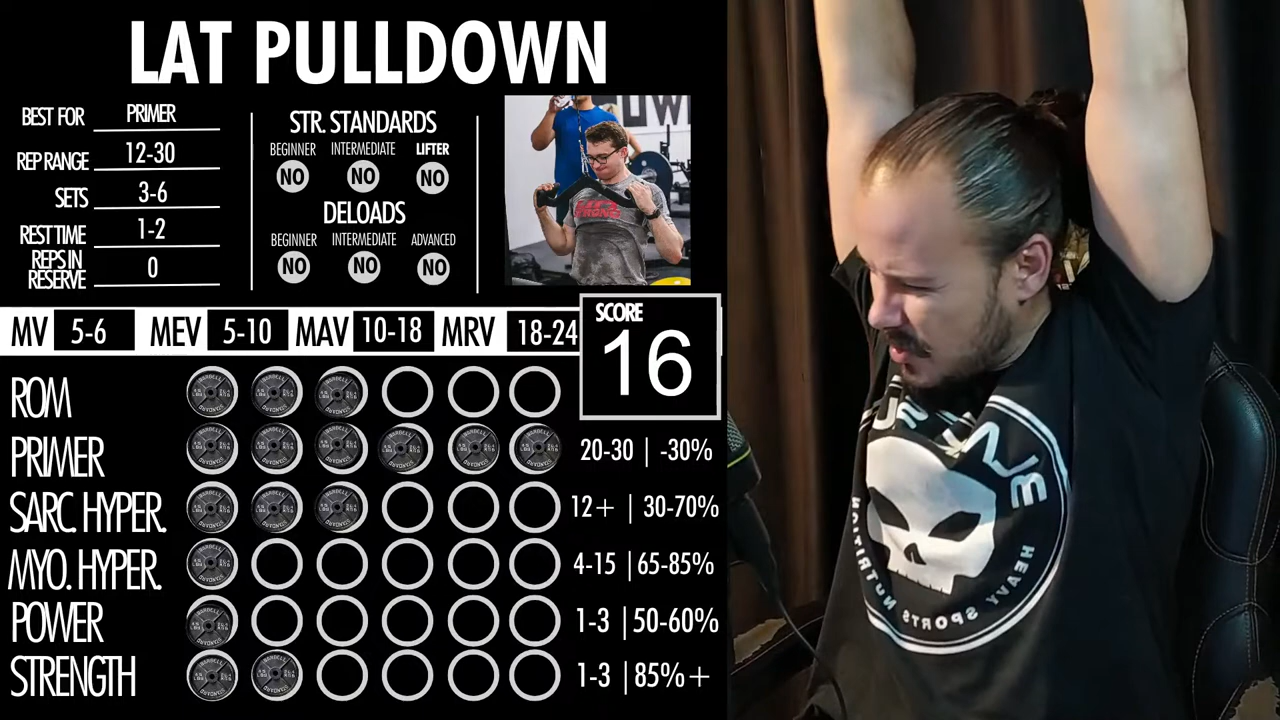 LAT PULLDOWN
BEST FOR PRIMER
REP RANGE 12-30
SETS 3-6
REST TIME 1-2
REPS IN RESERVE 0
STR. STANDARDS
BEGINNER INTERMEDIATE LIFTER
NO NO NO
DELOADS
BEGINNER INTERMEDIATE ADVANCED
NO NO NO
MV 5-6 MEV 5-10 MAV 10-18 MRV 18-24
SCORE
16
ROM
PRIMER 20-30 | -30%
SARC. HYPER. 12+ | 30-70%
MYO. HYPER. 4-15 | 65-85%
POWER 1-3 | 50-60%
STRENGTH 1-3 | 85%+
HEAVY SPORTS NUTRITION